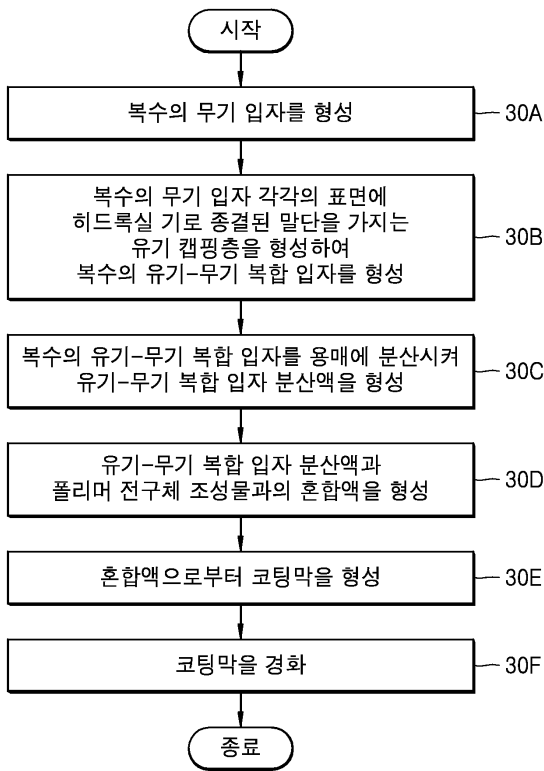 시작
복수의 무기 입자를 형성
30A
복수의 무기 입자 각각의 표면에
히드록실 기로 종결된 말단을 가지는
유기 캡핑층을 형성하여
복수의 유기-무기 복합 입자를 형성
30B
복수의 유기-무기 복합 입자를 용매에 분산시켜
유기-무기 복합 입자 분산액을 형성
30C
유기-무기 복합 입자 분산액과
폴리머 전구체 조성물과의 혼합액을 형성
30D
혼합액으로부터 코팅막을 형성
30E
코팅막을 경화
30F
종료